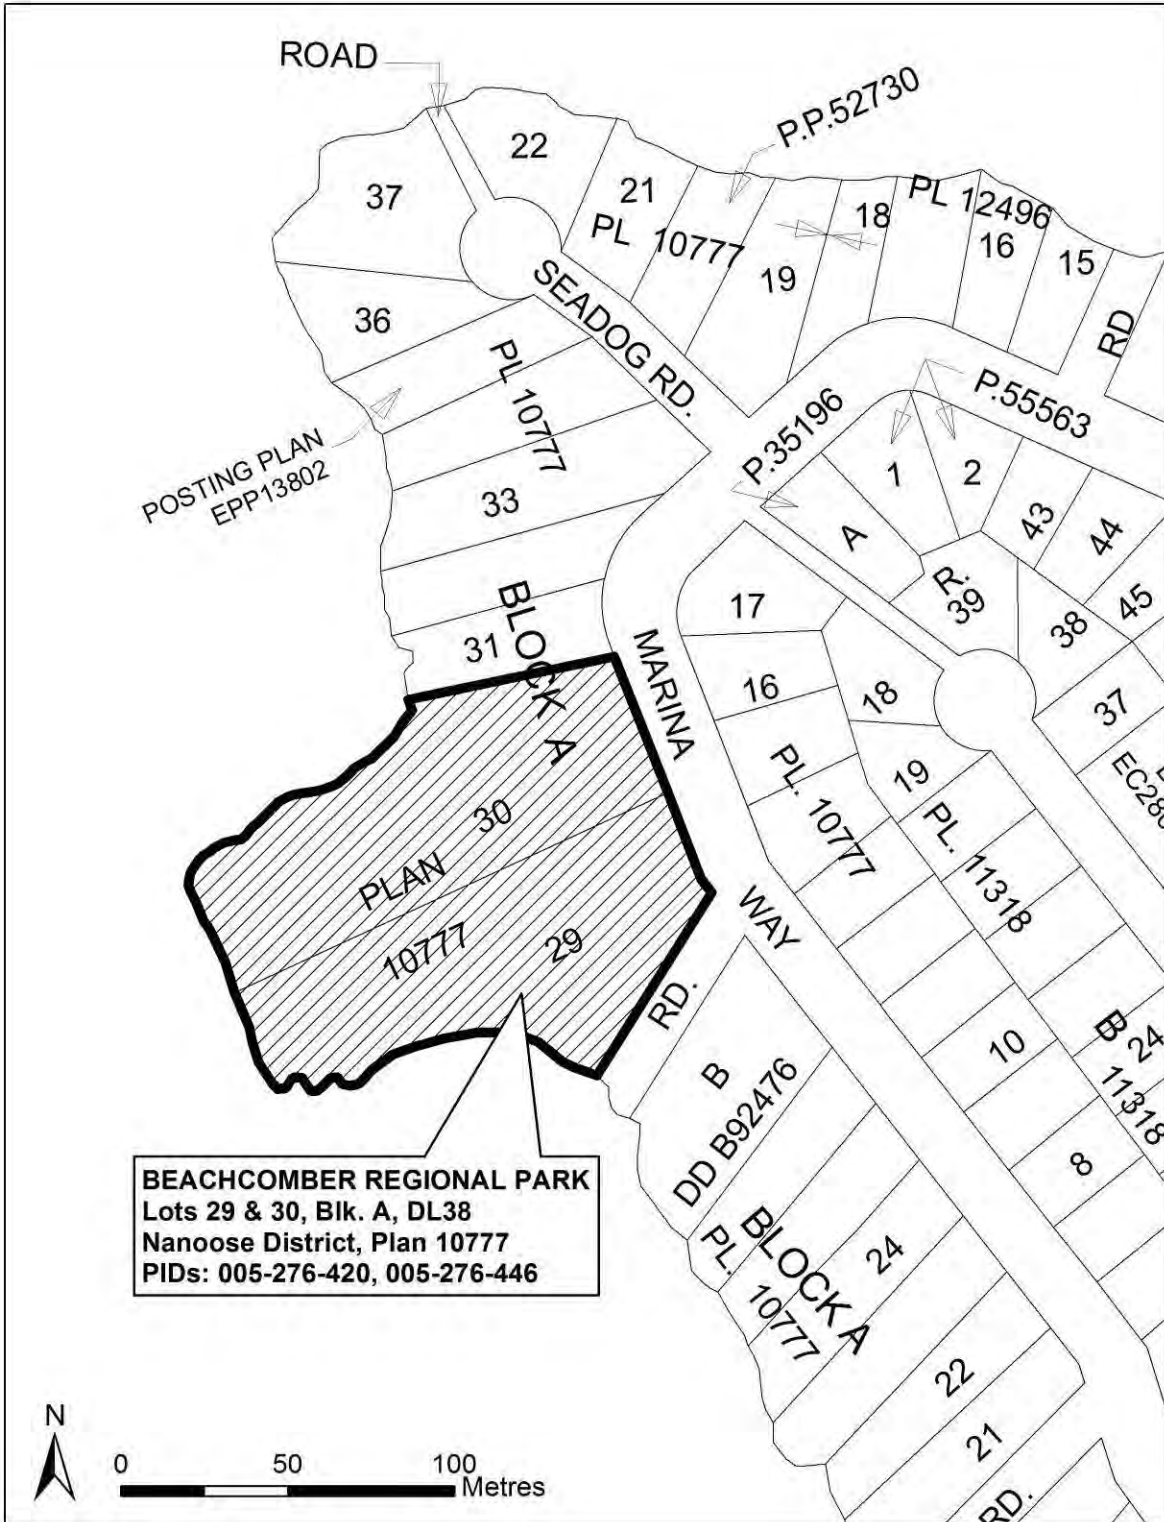 ROAD
P.P.52730
22
37
21
PL 10777
19
18
PL 12496
16
15
RD
36
SEADOG RD.
PL 10777
P.55563
P.35196
POSTING PLAN
EPP13802
33
1
2
43
44
A
R.
39
45
38
17
BLOCK A
31
MARINA
16
18
37
PL. 10777
19
30
PL. 11318
PLAN
10777
29
WAY
RD.
B
DD B92476
10
B
24
11318
8
BEACHCOMBER REGIONAL PARK
Lots 29 & 30, Blk. A, DL38
Nanoose District, Plan 10777
PIDs: 005-276-420, 005-276-446
PL. 10777
BLOCK A
24
22
21
RD.
N
0 50 100
Metres